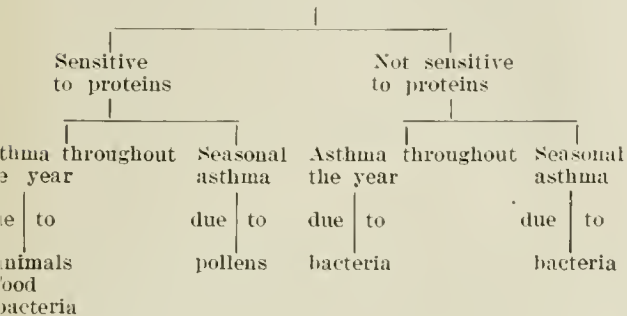 Sensitive Not sensitive
to proteins to proteins
thma throughout Seasonal Asthma throughout Seasonal
e year asthma the year asthma
ue to due to due to due to
nimals pollens bacteria bacteria
food
bacteria